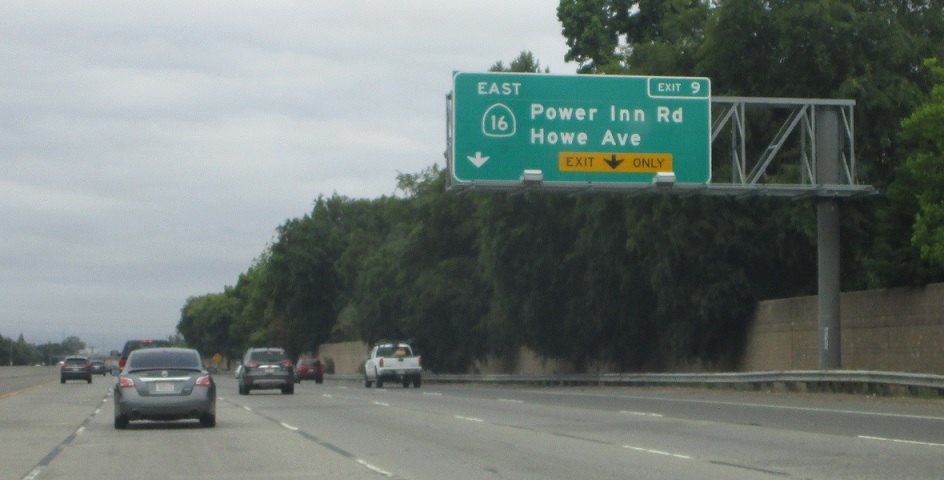 EAST
EXIT 9
16
Power Inn Rd
Howe Ave
EXIT ONLY